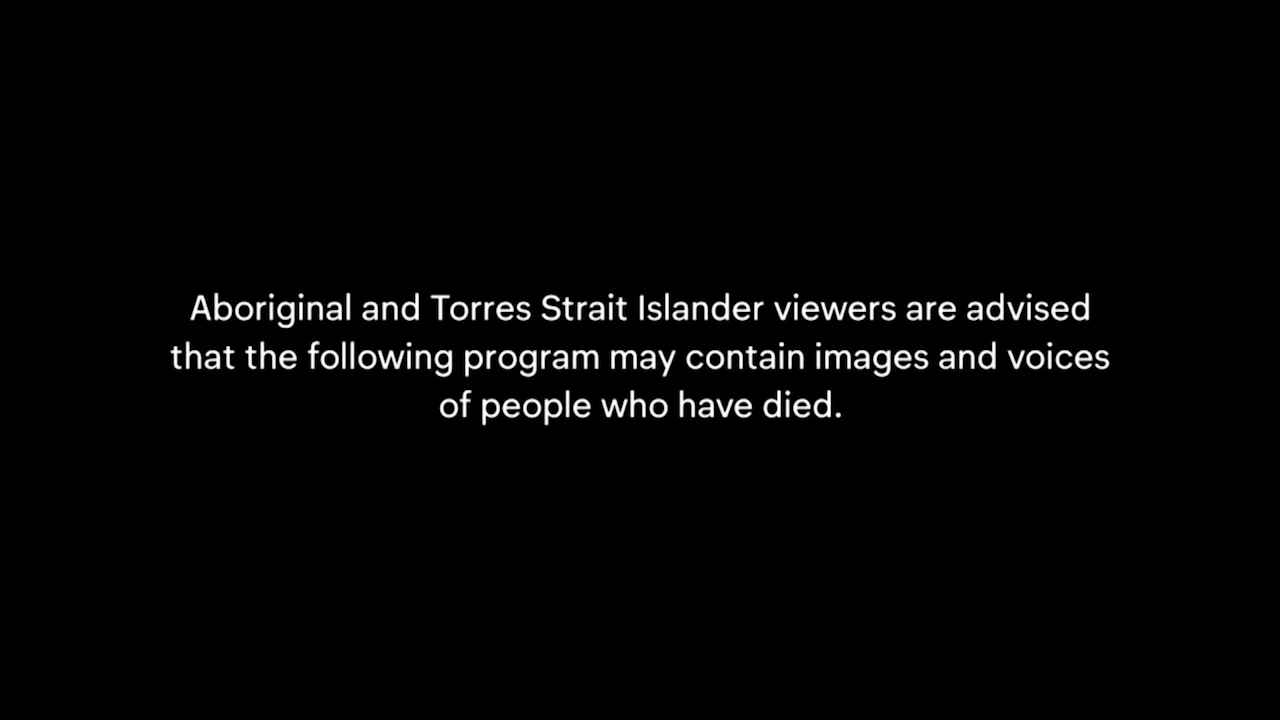 Aboriginal and Torres Strait Islander viewers are advised
that the following program may contain images and voices
of people who have died.